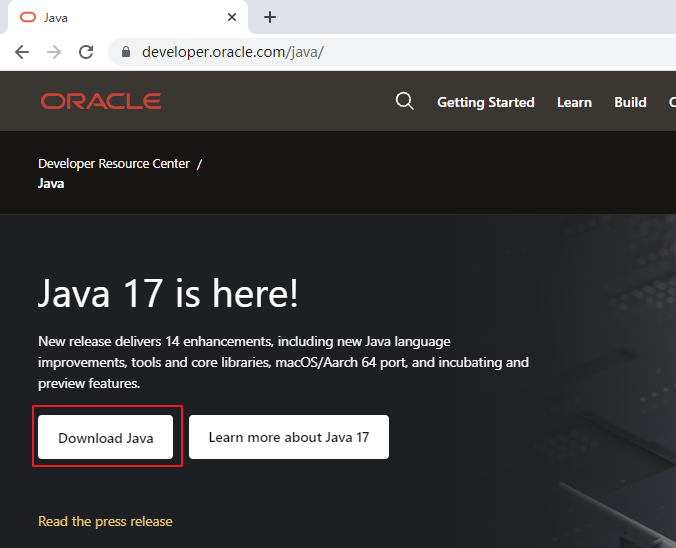 Java
developer.oracle.com/java/
ORACLE
Getting Started Learn Build
Developer Resource Center /
Java
Java 17 is here!
New release delivers 14 enhancements, including new Java language
improvements, tools and core libraries, macOS/Aarch 64 port, and incubating and
preview features.
Download Java Learn more about Java 17
Read the press release